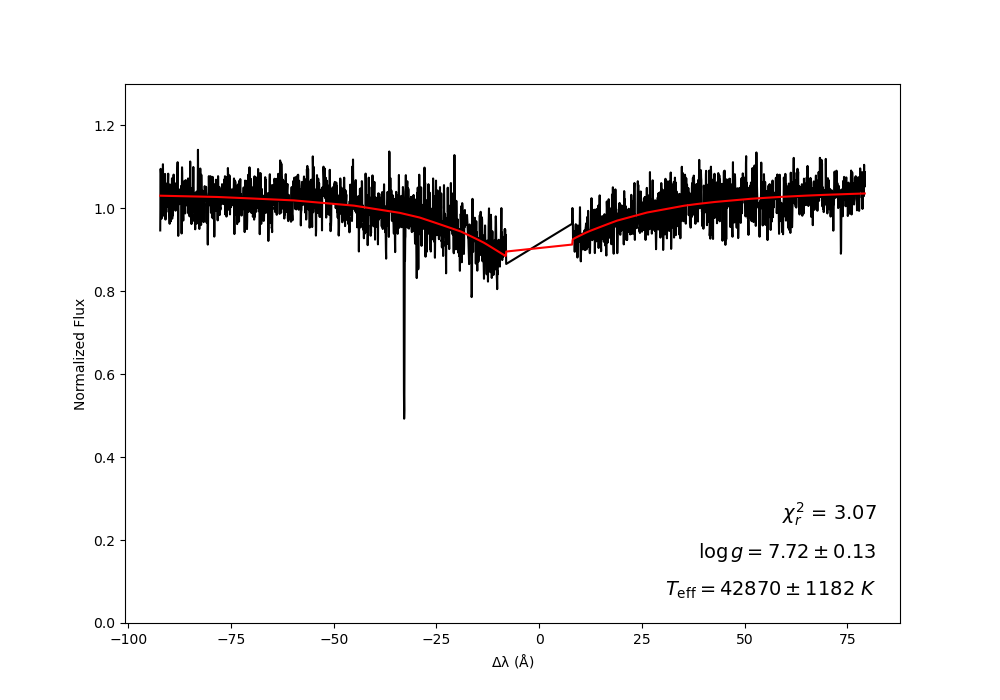 1.2
1.0
0.8
0.6
0.4
0.2
0.0
Normalized Flux
χ²ᵣ = 3.07
log g = 7.72 ± 0.13
T_eff = 42870 ± 1182 K
−100 −75 −50 −25 0 25 50 75
Δλ (Å)